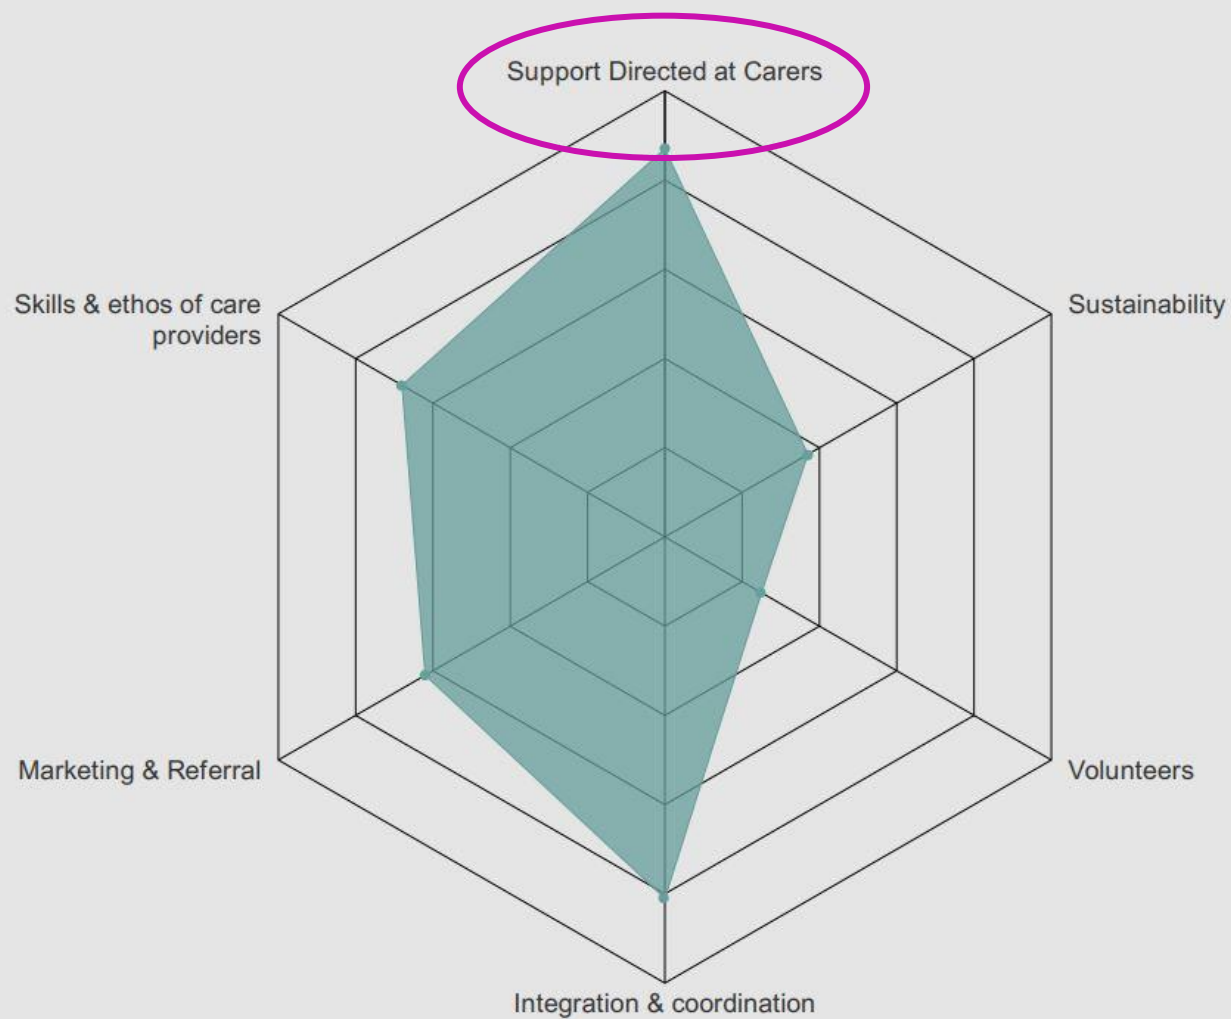 Support Directed at Carers
Skills & ethos of care
providers
Sustainability
Marketing & Referral
Volunteers
Integration & coordination